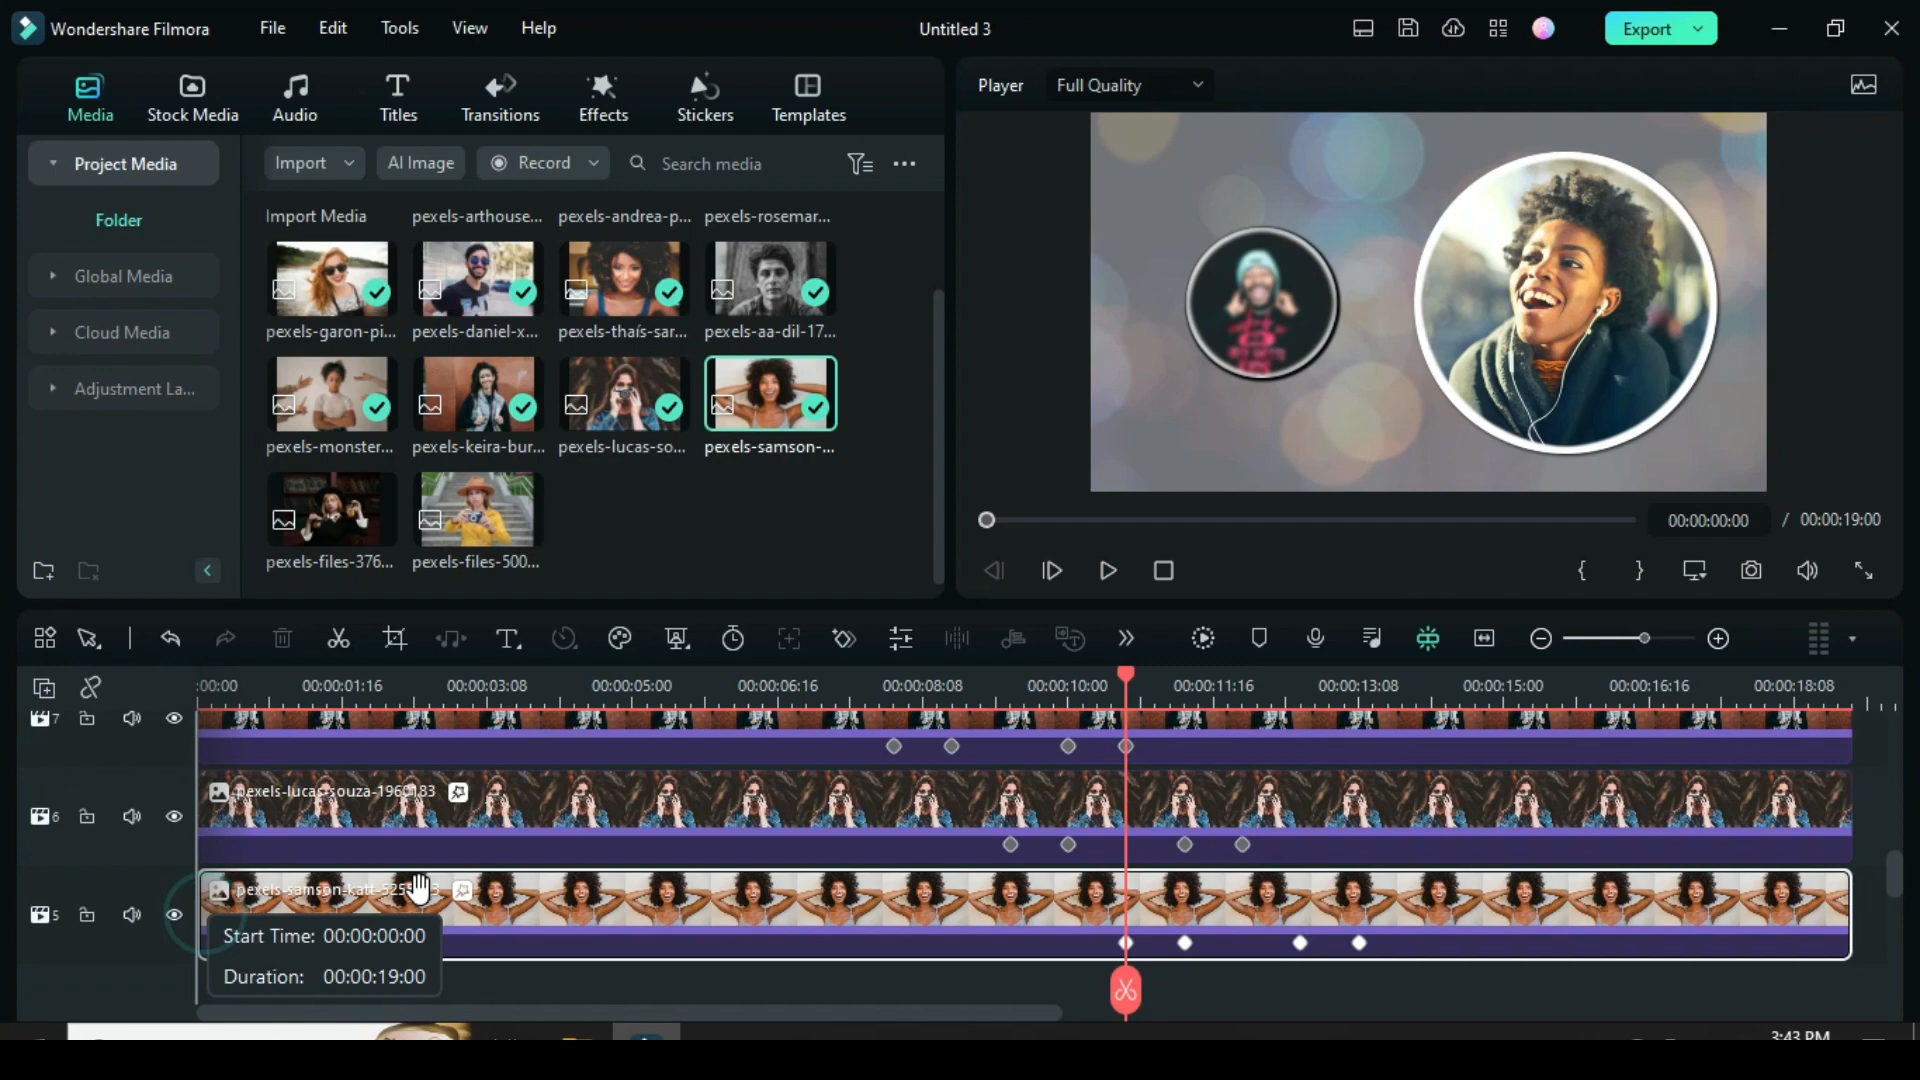 Wondershare Filmora File Edit Tools View Help Untitled 3 Export
Media Stock Media Audio Titles Transitions Effects Stickers Templates
Player Full Quality
Project Media Import AI Image Record Search media
Folder
Global Media
Cloud Media
Adjustment La...
Import Media pexels-arthouse... pexels-andrea-p... pexels-rosemar...
pexels-garon-pi... pexels-daniel-x... pexels-thaís-sar... pexels-aa-dil-17...
pexels-monster... pexels-keira-bur... pexels-lucas-so... pexels-samson-...
pexels-files-376... pexels-files-500...
00:00:00:00 / 00:00:19:00
:00:00 00:00:01:16 00:00:03:08 00:00:05:00 00:00:06:16 00:00:08:08 00:00:10:00 00:00:11:16 00:00:13:08 00:00:15:00 00:00:16:16 00:00:18:08
7
pexels-lucas-souza-1960183
6
5
Start Time: 00:00:00:00
Duration: 00:00:19:00
3:43 PM